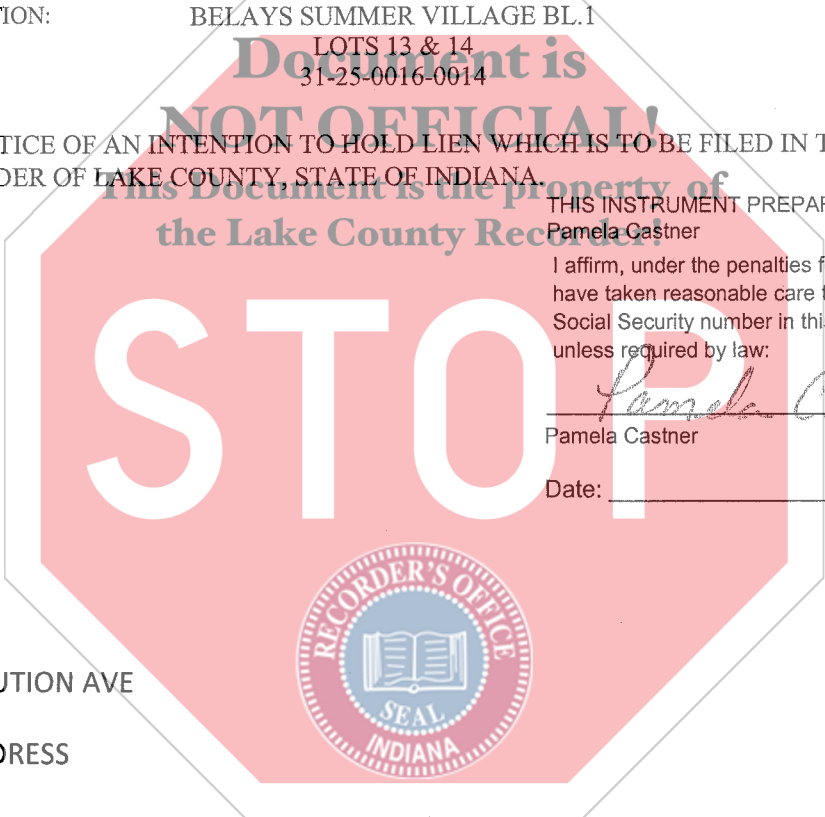 TION: BELAYS SUMMER VILLAGE BL.1
LOTS 13 & 14
31-25-0016-0014
Document is
NOT OFFICIAL!
This Document is the property of
the Lake County Recorder!
TICE OF AN INTENTION TO HOLD LIEN WHICH IS TO BE FILED IN T
DER OF LAKE COUNTY, STATE OF INDIANA.
THIS INSTRUMENT PREPAR
Pamela Castner
I affirm, under the penalties f
have taken reasonable care t
Social Security number in this
unless required by law:
Pamela C
Pamela Castner
Date:
STOP
RECORDER'S OFFICE
SEAL
INDIANA
UTION AVE
DRESS